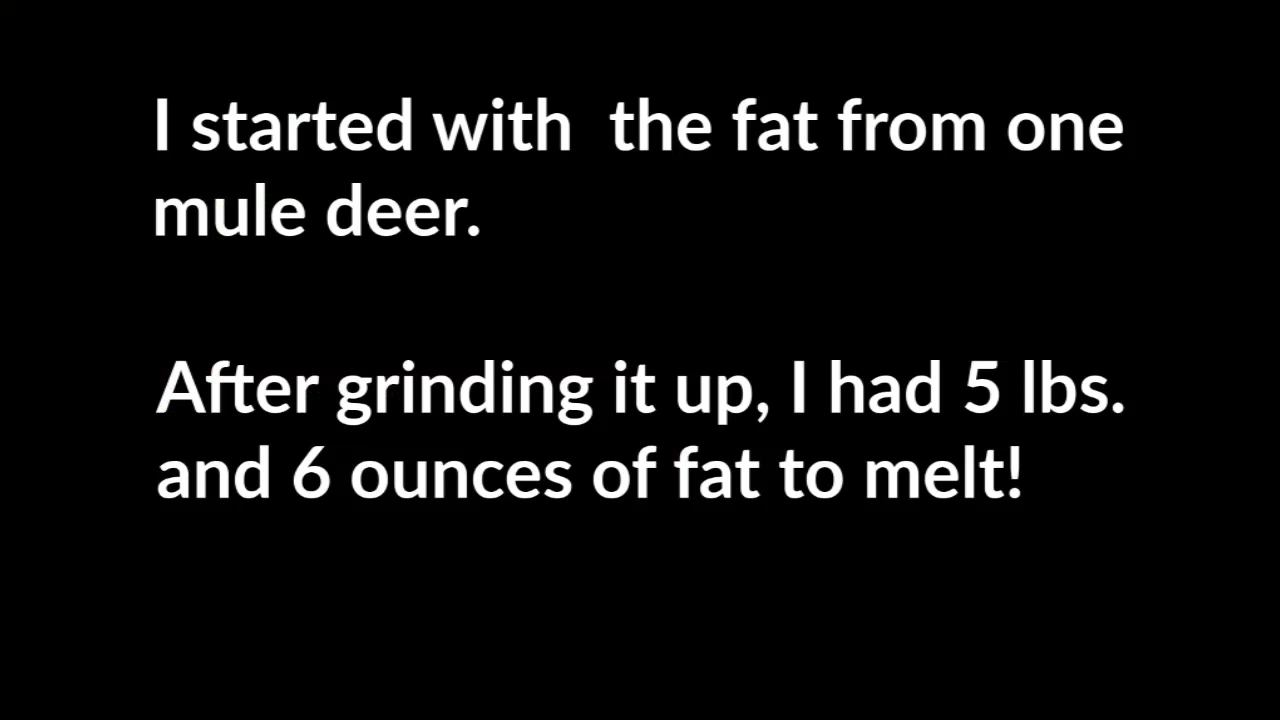 I started with  the fat from one
mule deer.
After grinding it up, I had 5 lbs.
and 6 ounces of fat to melt!